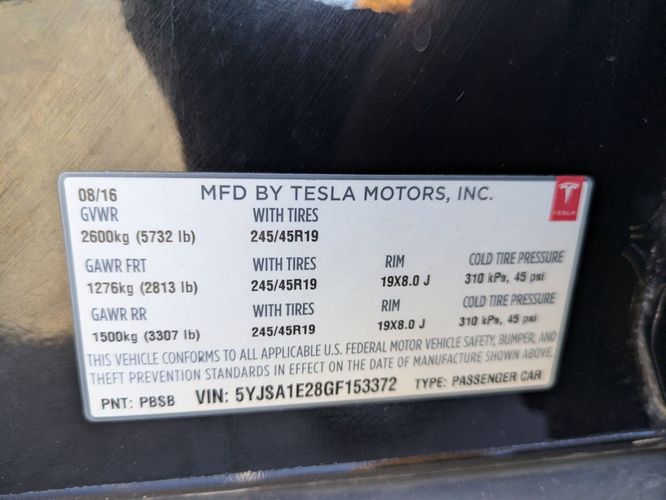 08/16 MFD BY TESLA MOTORS, INC.
TESLA
GVWR WITH TIRES
2600kg (5732 lb) 245/45R19
GAWR FRT WITH TIRES RIM COLD TIRE PRESSURE
1276kg (2813 lb) 245/45R19 19X8.0 J 310 kPa, 45 psi
GAWR RR WITH TIRES RIM COLD TIRE PRESSURE
1500kg (3307 lb) 245/45R19 19X8.0 J 310 kPa, 45 psi
THIS VEHICLE CONFORMS TO ALL APPLICABLE U.S. FEDERAL MOTOR VEHICLE SAFETY, BUMPER, AND
THEFT PREVENTION STANDARDS IN EFFECT ON THE DATE OF MANUFACTURE SHOWN ABOVE.
PNT: PBSB VIN: 5YJSA1E28GF153372 TYPE: PASSENGER CAR